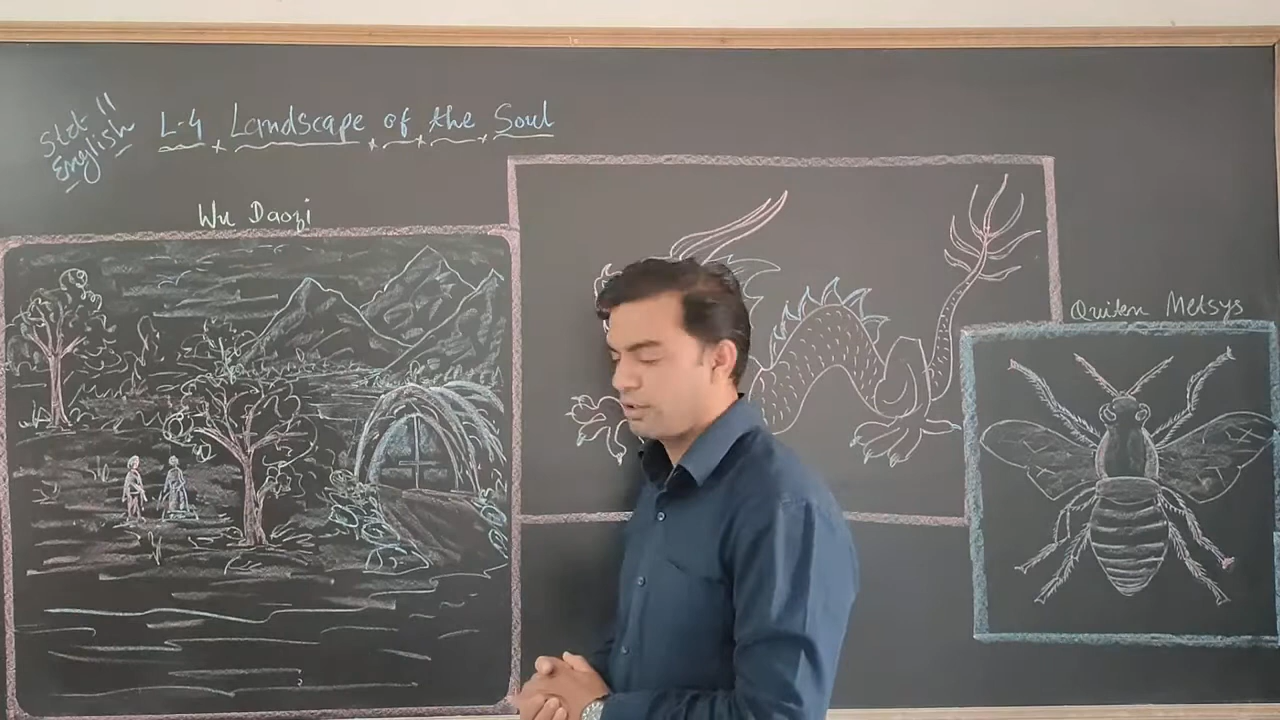 Std-11
English
L-4 Landscape of the Soul
Wu Daozi
Quiten Metsys